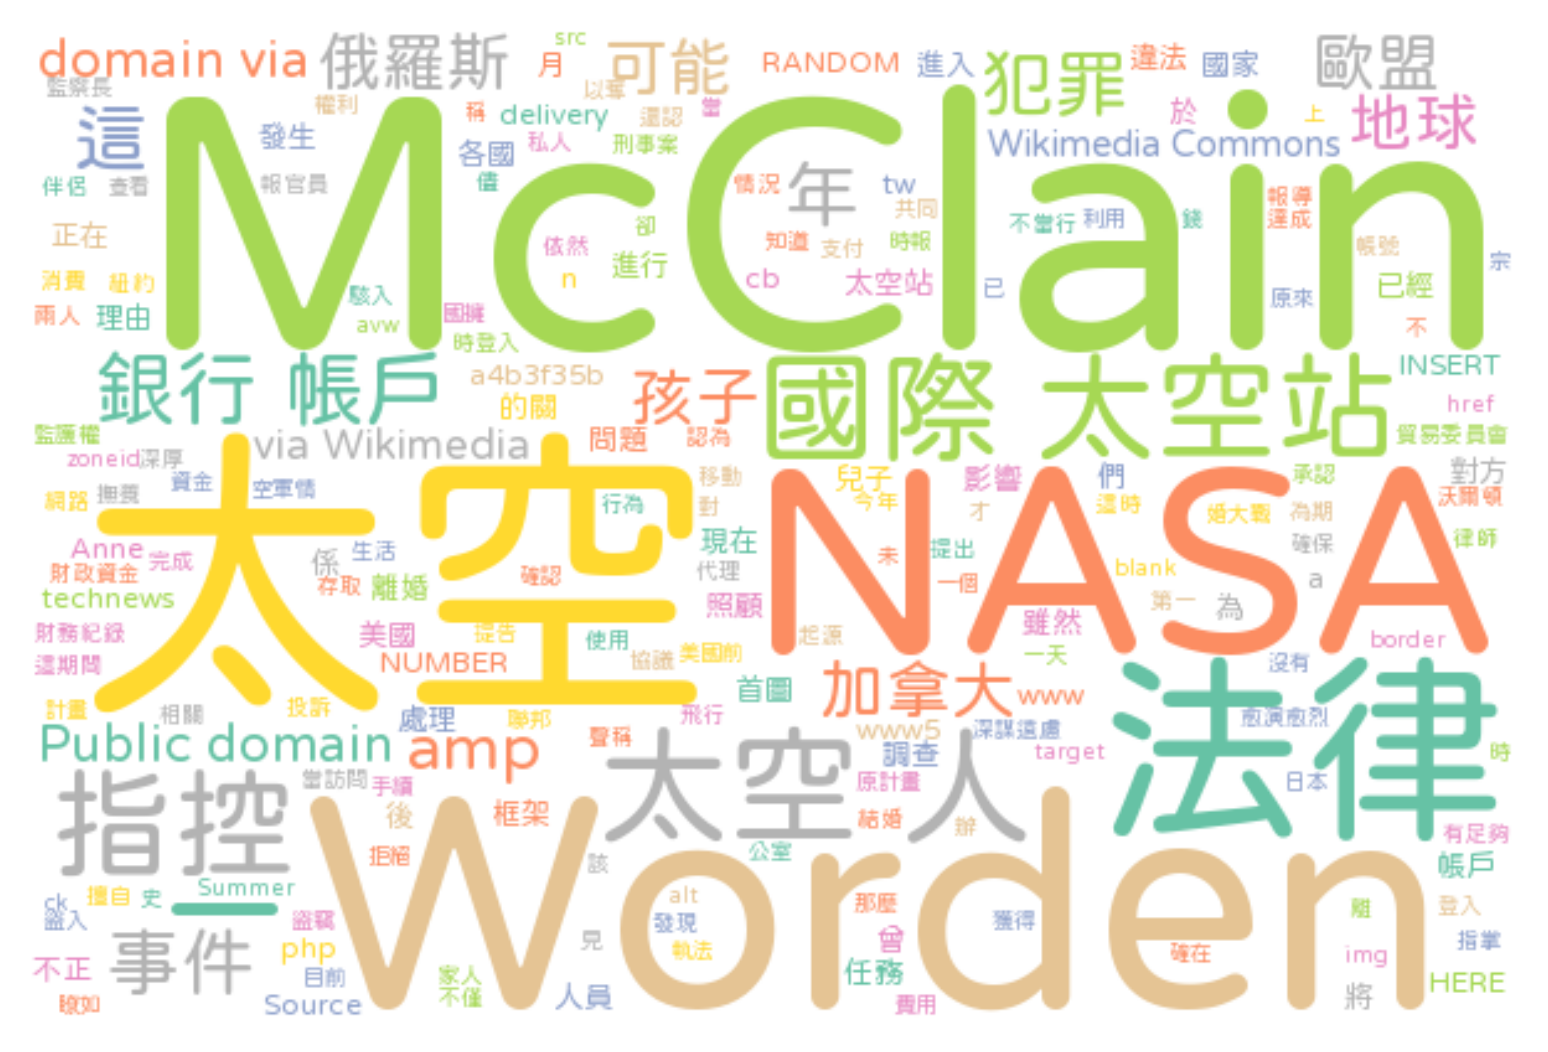 src
domain via 俄羅斯 月 可能 RANDOM 進入 犯罪 違法 國家 歐盟
監察長 以奪
權利 稱 delivery 還認 當 於 上 地球
這 發生 各國 私人 刑事案 Wikimedia Commons
McClain
伴侶 查看 報官員 儘 情況 年 tw 報導
共同 不當行 利用 錢 達成
正在 依然 卻 知道 支付 時報 帳號 宗
消費 紐約 n 進行 cb 太空站 已 原來 已經
兩人 理由 駭入 avw 國擁 不
時登入
銀行 帳戶 a4b3f35b 孩子 國際 太空站 INSERT
的關 href
監護權 via Wikimedia 問題 認為 貿易委員會
zoneid 深厚
資金 空軍情 移動 兒子 影響 們 承認 對方
網路 撫養 行為 對 今年 才 這時 婚大戰 為期 沃爾頓
太空 NASA
Anne 完成 係 生活 現在 未 提出 確保 律師
財政資金 存取 離婚 確認 代理 一個 blank a
technews 照顧 第一 為
財務紀錄 美國 提告 使用 起源 雖然 border
這期間 NUMBER 協議 美國前 一天 沒有
首圖 加拿大 www 法律
計畫 相關 投訴 處理 聯邦 飛行 www5 深謀遠慮 愈演愈烈
Public domain amp 聲稱 太空人 調查 target 時
指控 當訪問 手續 原計畫 日本
後 框架 結婚 辦 有足夠
拒絕 該 公室 帳戶
Worden
ck 擅自 史 一 Summer alt 那麼 離 登入
盜入 盜竊 發現 獲得
事件 php 兄 執法 曾 確在 指掌
不正 目前 家人 任務 img HERE
瞭如 Source 不僅 人員 費用 將